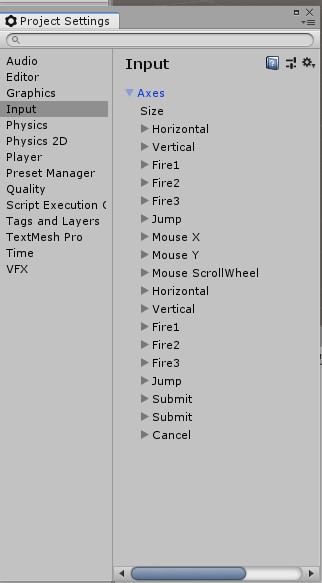 Project Settings
Audio
Editor
Graphics
Input
Physics
Physics 2D
Player
Preset Manager
Quality
Script Execution
Tags and Layers
TextMesh Pro
Time
VFX
Input
Axes
Size
Horizontal
Vertical
Fire1
Fire2
Fire3
Jump
Mouse X
Mouse Y
Mouse ScrollWheel
Horizontal
Vertical
Fire1
Fire2
Fire3
Jump
Submit
Submit
Cancel